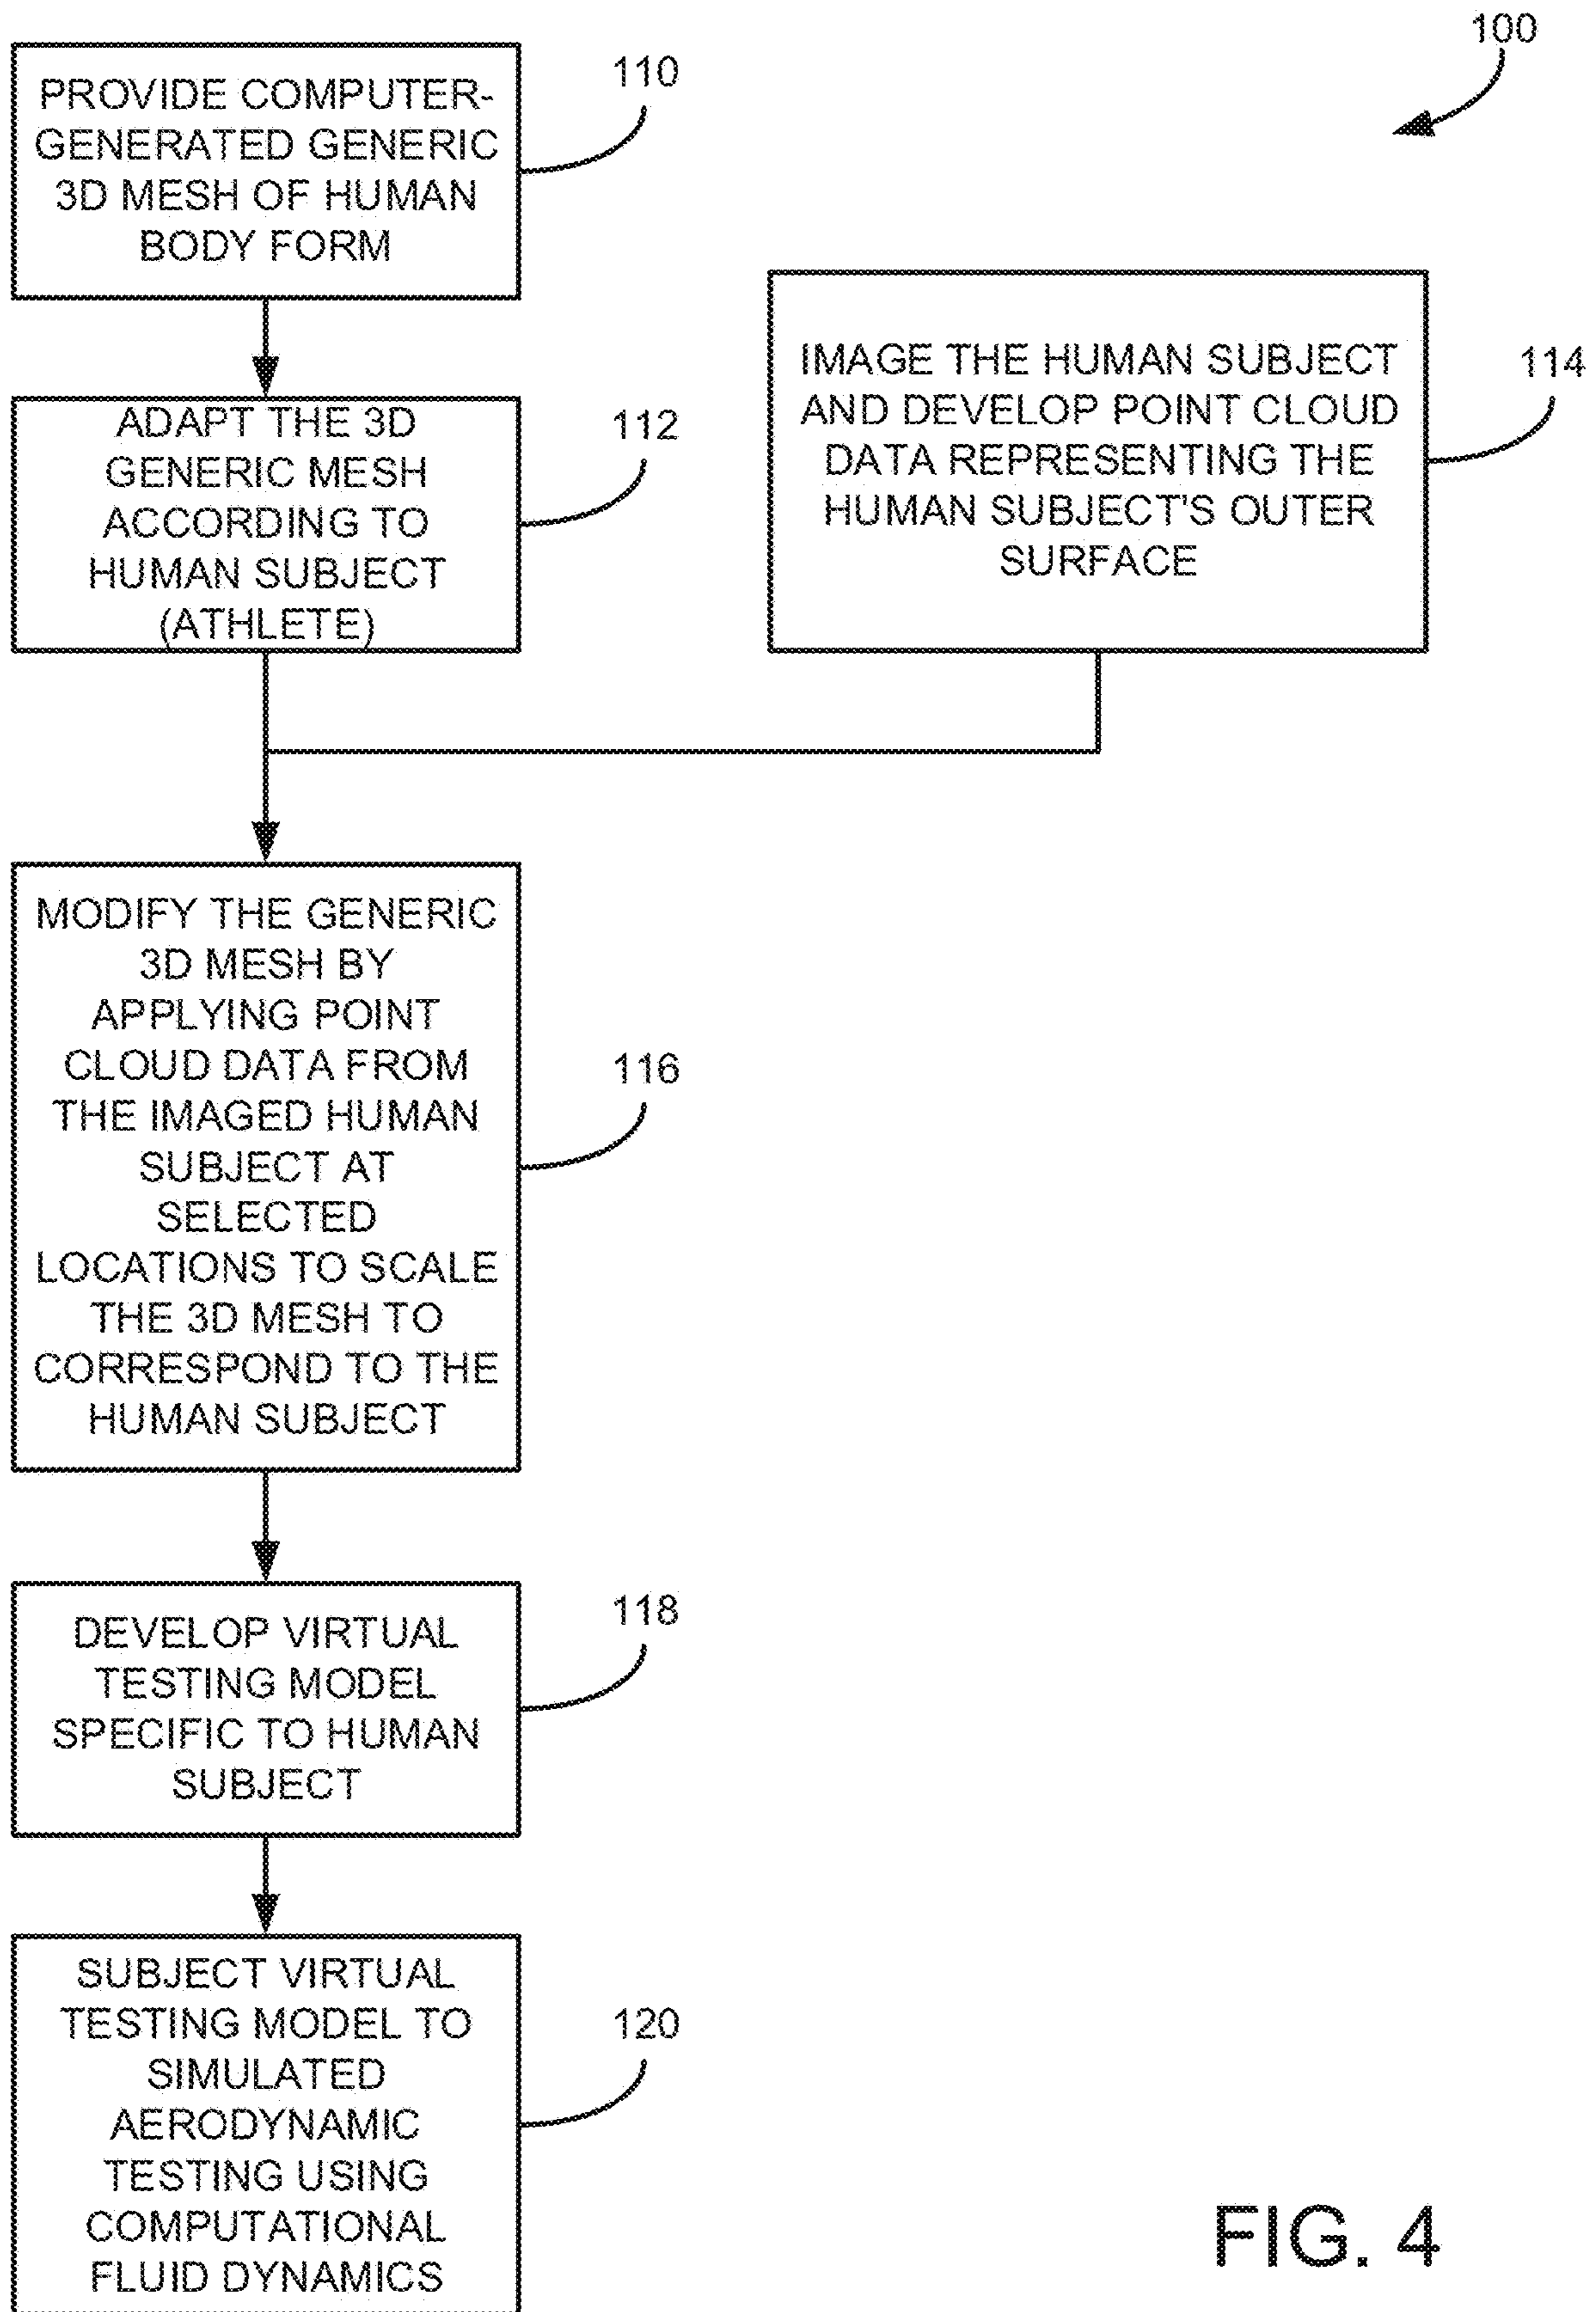 100
PROVIDE COMPUTER-
GENERATED GENERIC
3D MESH OF HUMAN
BODY FORM
110
ADAPT THE 3D
GENERIC MESH
ACCORDING TO
HUMAN SUBJECT
(ATHLETE)
112
IMAGE THE HUMAN SUBJECT
AND DEVELOP POINT CLOUD
DATA REPRESENTING THE
HUMAN SUBJECT'S OUTER
SURFACE
114
MODIFY THE GENERIC
3D MESH BY
APPLYING POINT
CLOUD DATA FROM
THE IMAGED HUMAN
SUBJECT AT
SELECTED
LOCATIONS TO SCALE
THE 3D MESH TO
CORRESPOND TO THE
HUMAN SUBJECT
116
DEVELOP VIRTUAL
TESTING MODEL
SPECIFIC TO HUMAN
SUBJECT
118
SUBJECT VIRTUAL
TESTING MODEL TO
SIMULATED
AERODYNAMIC
TESTING USING
COMPUTATIONAL
FLUID DYNAMICS
120
FIG. 4